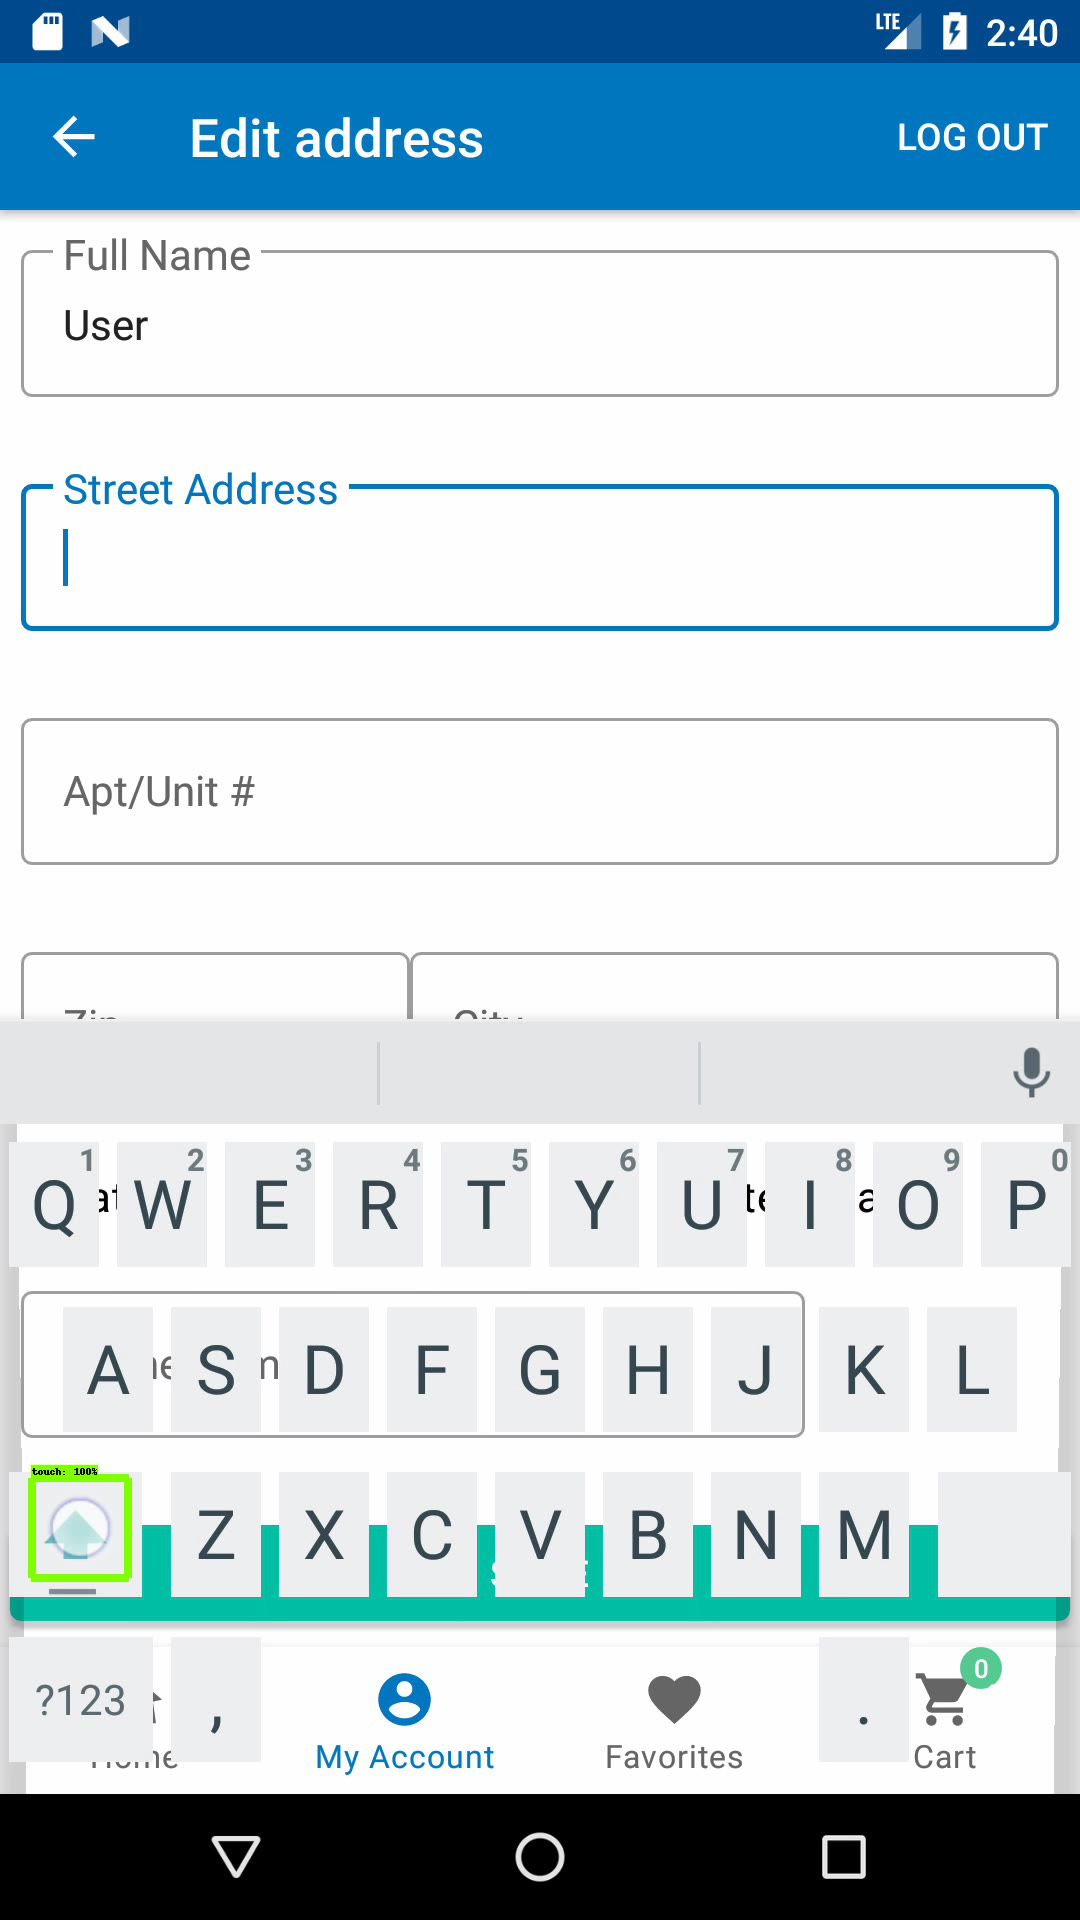 LTE 2:40
Edit address LOG OUT
Full Name
User
Street Address
Apt/Unit #
Zip City
1 2 3 4 5 6 7 8 9 0
Q W E R T Y U I O P
A S D F G H J K L
touch: 100%
Z X C V B N M
?123 , .
0
Home My Account Favorites Cart